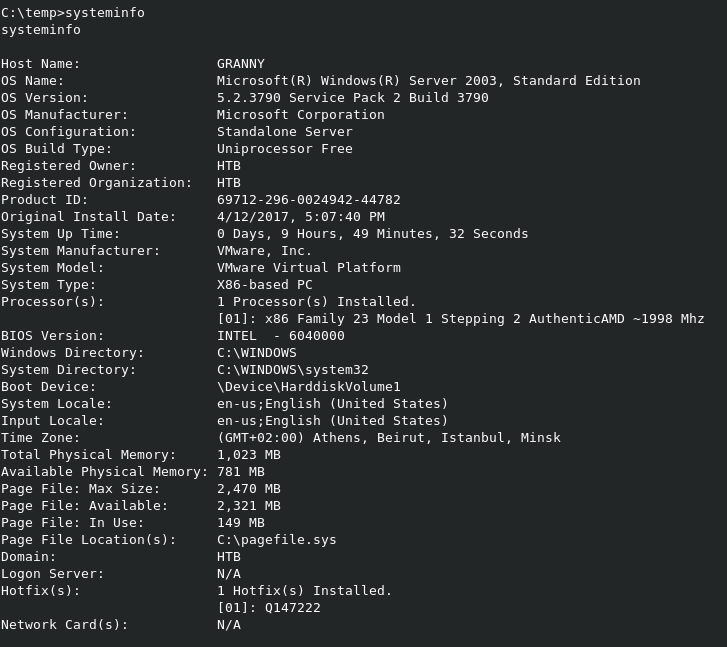 C:\temp>systeminfo
systeminfo
Host Name:                 GRANNY
OS Name:                   Microsoft(R) Windows(R) Server 2003, Standard Edition
OS Version:                5.2.3790 Service Pack 2 Build 3790
OS Manufacturer:           Microsoft Corporation
OS Configuration:          Standalone Server
OS Build Type:             Uniprocessor Free
Registered Owner:          HTB
Registered Organization:   HTB
Product ID:                69712-296-0024942-44782
Original Install Date:     4/12/2017, 5:07:40 PM
System Up Time:            0 Days, 9 Hours, 49 Minutes, 32 Seconds
System Manufacturer:       VMware, Inc.
System Model:              VMware Virtual Platform
System Type:               X86-based PC
Processor(s):              1 Processor(s) Installed.
                           [01]: x86 Family 23 Model 1 Stepping 2 AuthenticAMD ~1998 Mhz
BIOS Version:              INTEL  - 6040000
Windows Directory:         C:\WINDOWS
System Directory:          C:\WINDOWS\system32
Boot Device:               \Device\HarddiskVolume1
System Locale:             en-us;English (United States)
Input Locale:              en-us;English (United States)
Time Zone:                 (GMT+02:00) Athens, Beirut, Istanbul, Minsk
Total Physical Memory:     1,023 MB
Available Physical Memory: 781 MB
Page File: Max Size:       2,470 MB
Page File: Available:      2,321 MB
Page File: In Use:         149 MB
Page File Location(s):     C:\pagefile.sys
Domain:                    HTB
Logon Server:              N/A
Hotfix(s):                 1 Hotfix(s) Installed.
                           [01]: Q147222
Network Card(s):           N/A